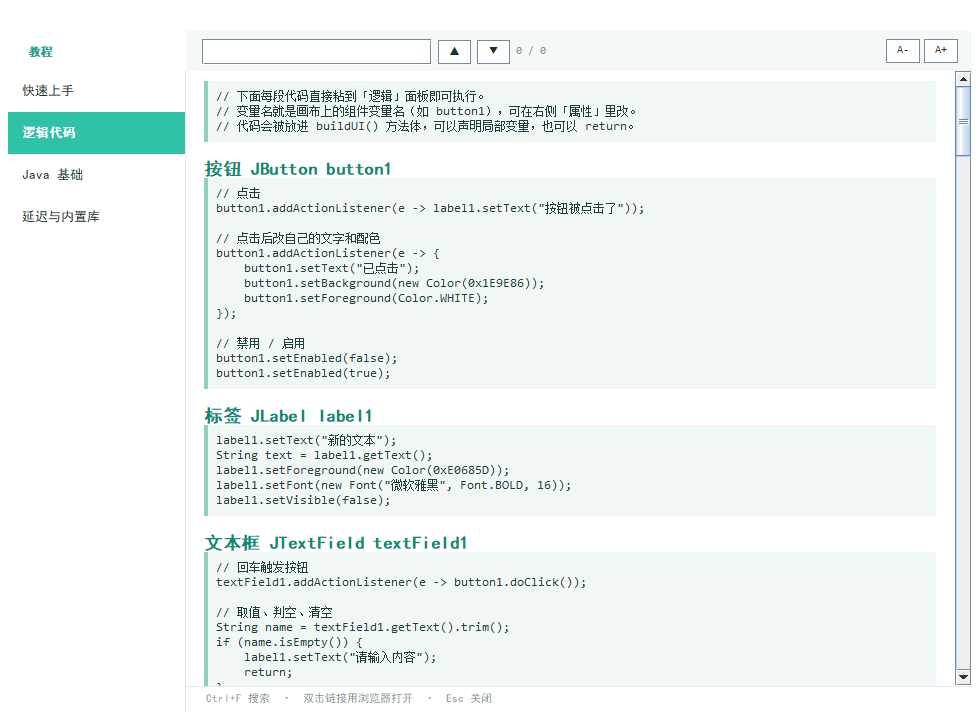 教程
快速上手
逻辑代码
Java 基础
延迟与内置库
▲ ▼ 0 / 0 A- A+
// 下面每段代码直接粘到「逻辑」面板即可执行。
// 变量名就是画布上的组件变量名（如 button1），可在右侧「属性」里改。
// 代码会被放进 buildUI() 方法体，可以声明局部变量，也可以 return。
按钮 JButton button1
// 点击
button1.addActionListener(e -> label1.setText("按钮被点击了"));
// 点击后改自己的文字和配色
button1.addActionListener(e -> {
    button1.setText("已点击");
    button1.setBackground(new Color(0x1E9E86));
    button1.setForeground(Color.WHITE);
});
// 禁用 / 启用
button1.setEnabled(false);
button1.setEnabled(true);
标签 JLabel label1
label1.setText("新的文本");
String text = label1.getText();
label1.setForeground(new Color(0xE0685D));
label1.setFont(new Font("微软雅黑", Font.BOLD, 16));
label1.setVisible(false);
文本框 JTextField textField1
// 回车触发按钮
textField1.addActionListener(e -> button1.doClick());
// 取值、判空、清空
String name = textField1.getText().trim();
if (name.isEmpty()) {
    label1.setText("请输入内容");
    return;
Ctrl+F 搜索 · 双击链接用浏览器打开 · Esc 关闭